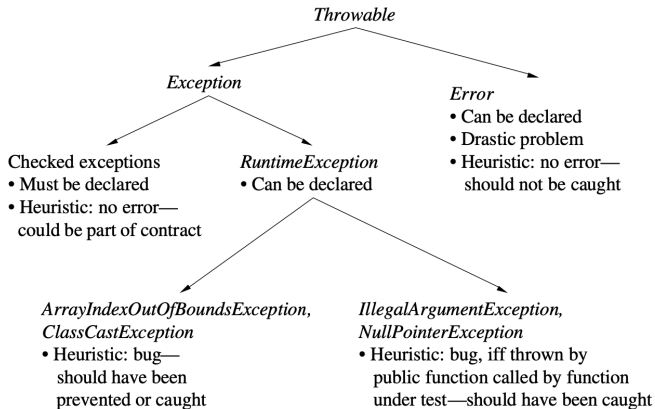 Throwable
Exception
Error
• Can be declared
• Drastic problem
• Heuristic: no error—
should not be caught
Checked exceptions
• Must be declared
• Heuristic: no error—
could be part of contract
RuntimeException
• Can be declared
ArrayIndexOutOfBoundsException,
ClassCastException
• Heuristic: bug—
should have been
prevented or caught
IllegalArgumentException,
NullPointerException
• Heuristic: bug, iff thrown by
public function called by function
under test—should have been caught